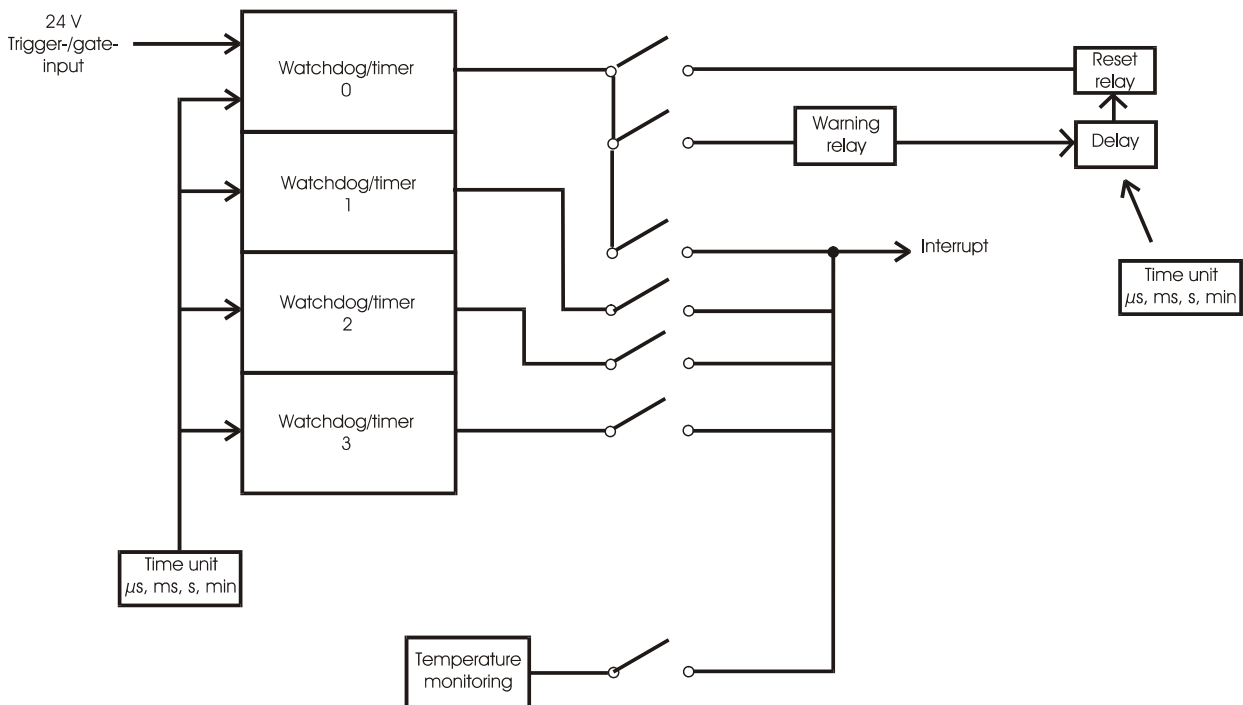 24 V
Trigger-/gate-
input
Watchdog/timer
0
Watchdog/timer
1
Watchdog/timer
2
Watchdog/timer
3
Time unit
µs, ms, s, min
Reset
relay
Warning
relay
Delay
Interrupt
Time unit
µs, ms, s, min
Temperature
monitoring